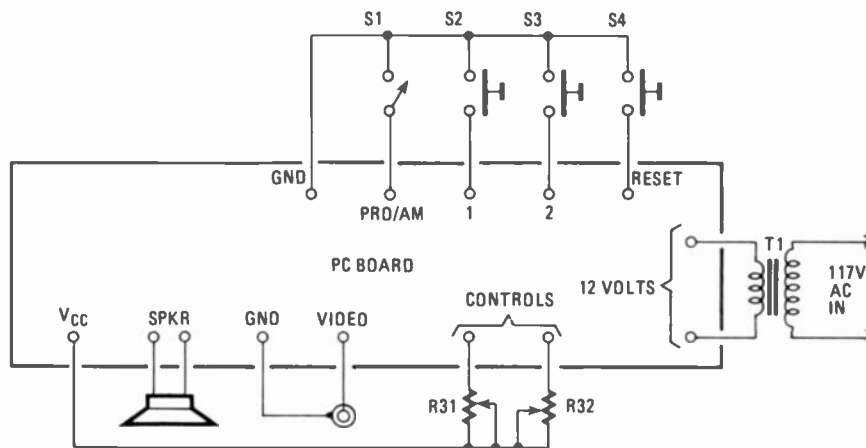 S1 S2 S3 S4
GND RESET
PRO/AM 1 2
PC BOARD
12 VOLTS
T1
117V
AC
IN
CONTROLS
VCC SPKR GND VIDEO
R31 R32